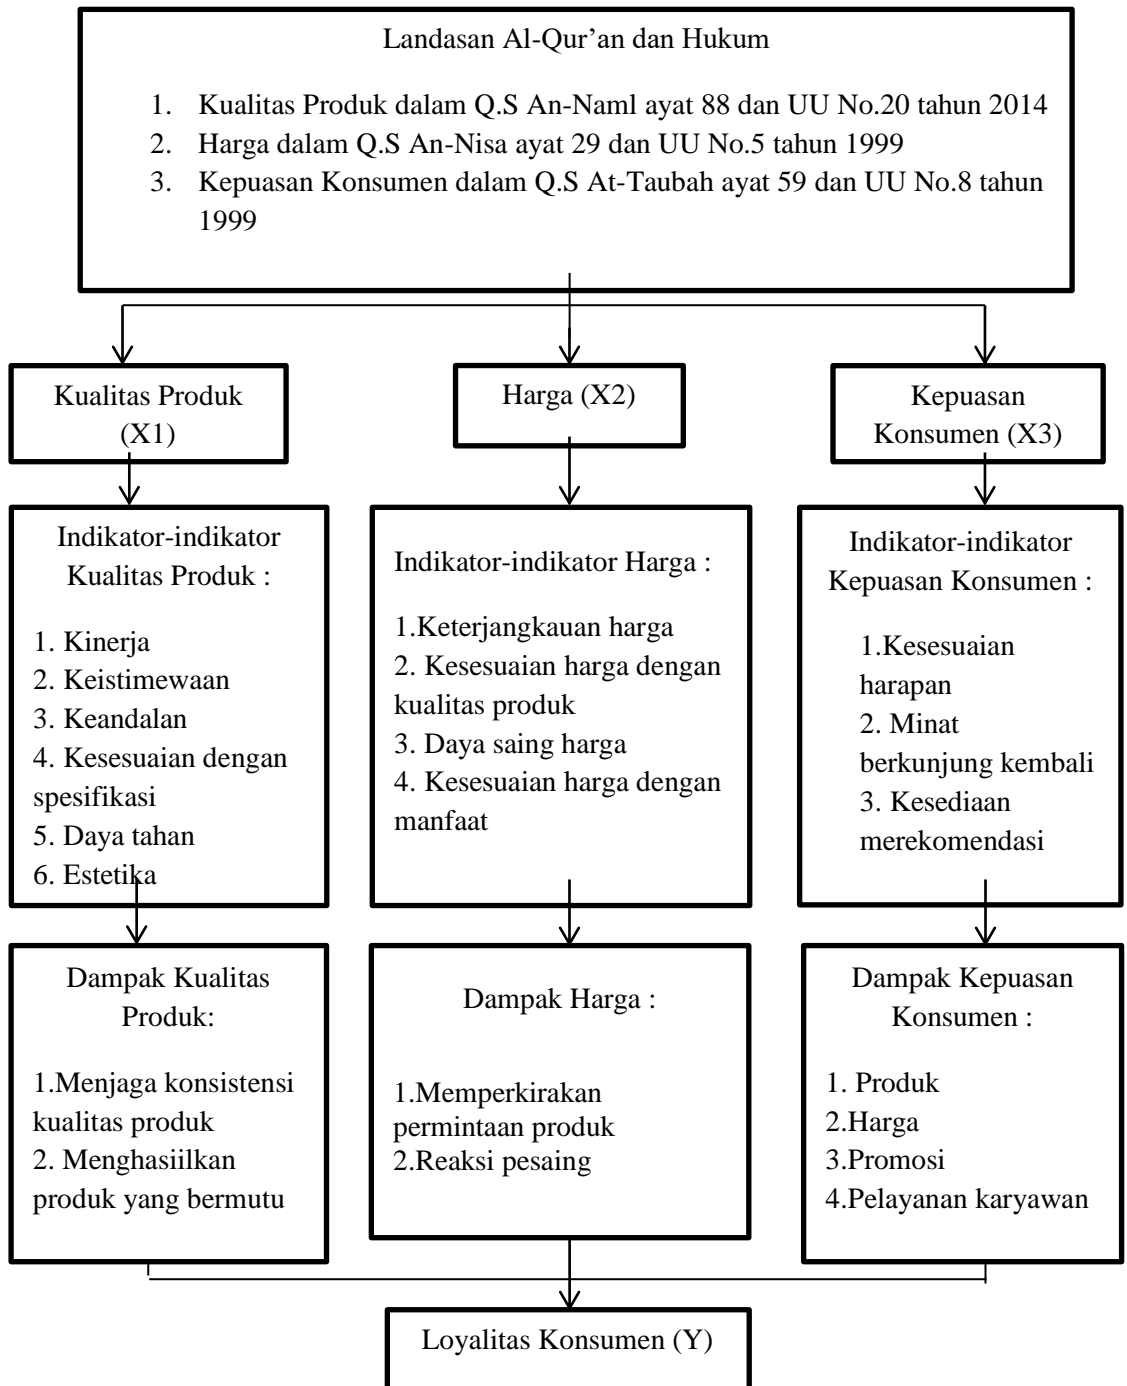 Landasan Al-Qur’an dan Hukum
1. Kualitas Produk dalam Q.S An-Naml ayat 88 dan UU No.20 tahun 2014
2. Harga dalam Q.S An-Nisa ayat 29 dan UU No.5 tahun 1999
3. Kepuasan Konsumen dalam Q.S At-Taubah ayat 59 dan UU No.8 tahun
1999
Kualitas Produk
(X1)
Harga (X2)
Kepuasan
Konsumen (X3)
Indikator-indikator
Kualitas Produk :
1. Kinerja
2. Keistimewaan
3. Keandalan
4. Kesesuaian dengan
spesifikasi
5. Daya tahan
6. Estetika
Indikator-indikator Harga :
1.Keterjangkauan harga
2. Kesesuaian harga dengan
kualitas produk
3. Daya saing harga
4. Kesesuaian harga dengan
manfaat
Indikator-indikator
Kepuasan Konsumen :
1.Kesesuaian
harapan
2. Minat
berkunjung kembali
3. Kesediaan
merekomendasi
Dampak Kualitas
Produk:
1.Menjaga konsistensi
kualitas produk
2. Menghasiilkan
produk yang bermutu
Dampak Harga :
1.Memperkirakan
permintaan produk
2.Reaksi pesaing
Dampak Kepuasan
Konsumen :
1. Produk
2.Harga
3.Promosi
4.Pelayanan karyawan
Loyalitas Konsumen (Y)